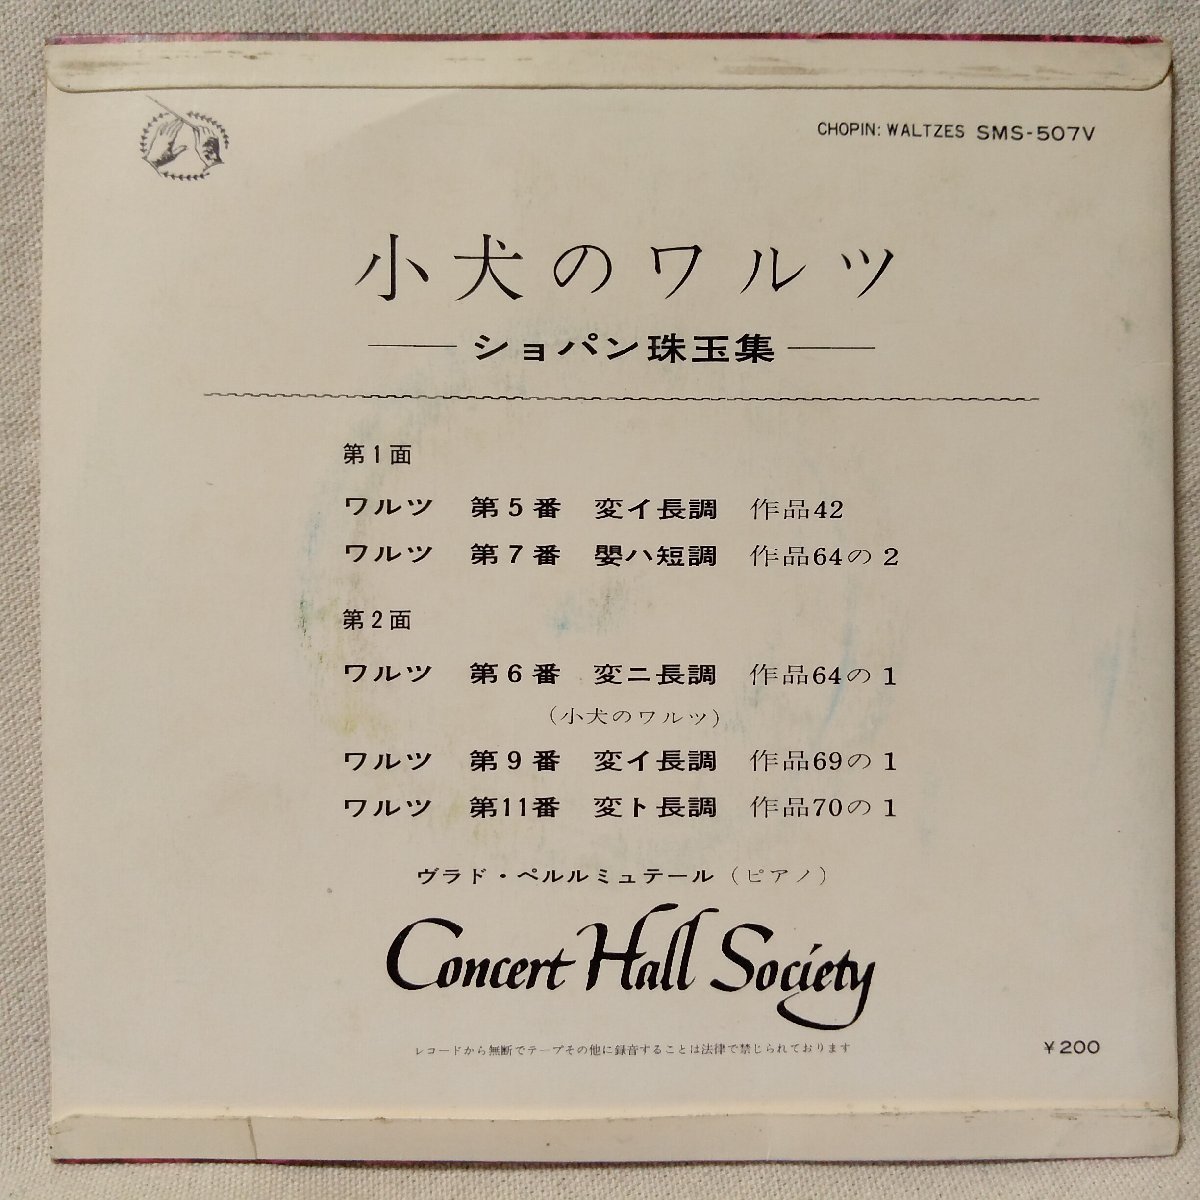 CHOPIN: WALTZES SMS-507V
小犬のワルツ
ショパン珠玉集
第1面
ワルツ 第5番 変イ長調 作品42
ワルツ 第7番 嬰ハ短調 作品64の2
第2面
ワルツ 第6番 変ニ長調 作品64の1
(小犬のワルツ)
ワルツ 第9番 変イ長調 作品69の1
ワルツ 第11番 変ト長調 作品70の1
ヴラド・ペルルミュテール(ピアノ)
Concert Hall Society
レコードから無断でテープその他に録音することは法律で禁じられております
¥200